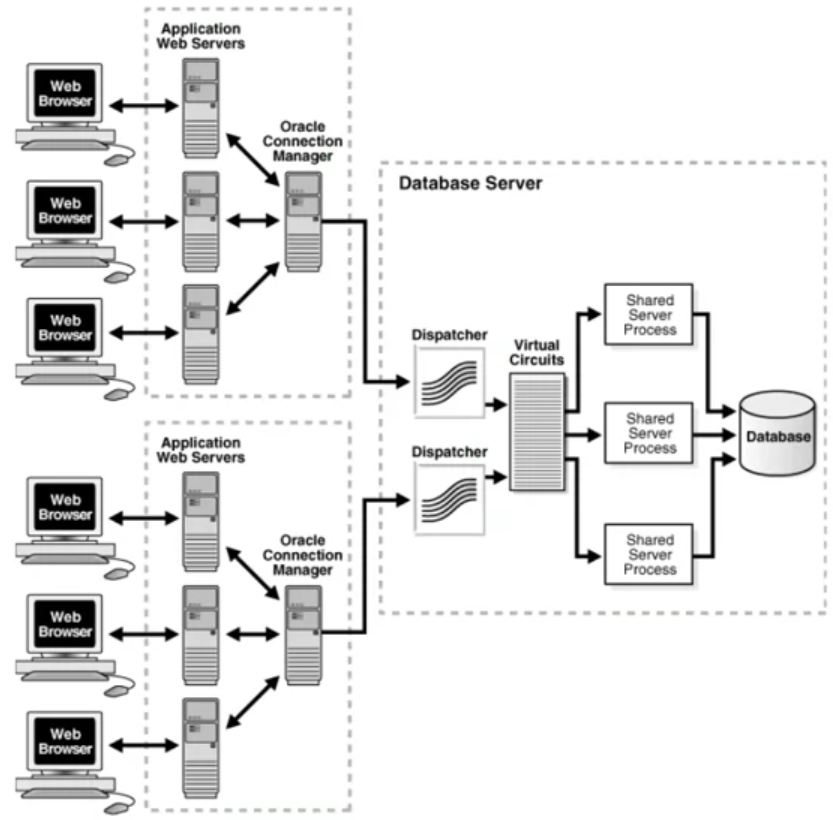 Application
Web Servers
Web
Browser
Oracle
Connection
Manager
Web
Browser
Web
Browser
Database Server
Shared
Server
Process
Dispatcher
Virtual
Circuits
Shared
Server
Process
Database
Dispatcher
Shared
Server
Process
Application
Web Servers
Web
Browser
Oracle
Connection
Manager
Web
Browser
Web
Browser